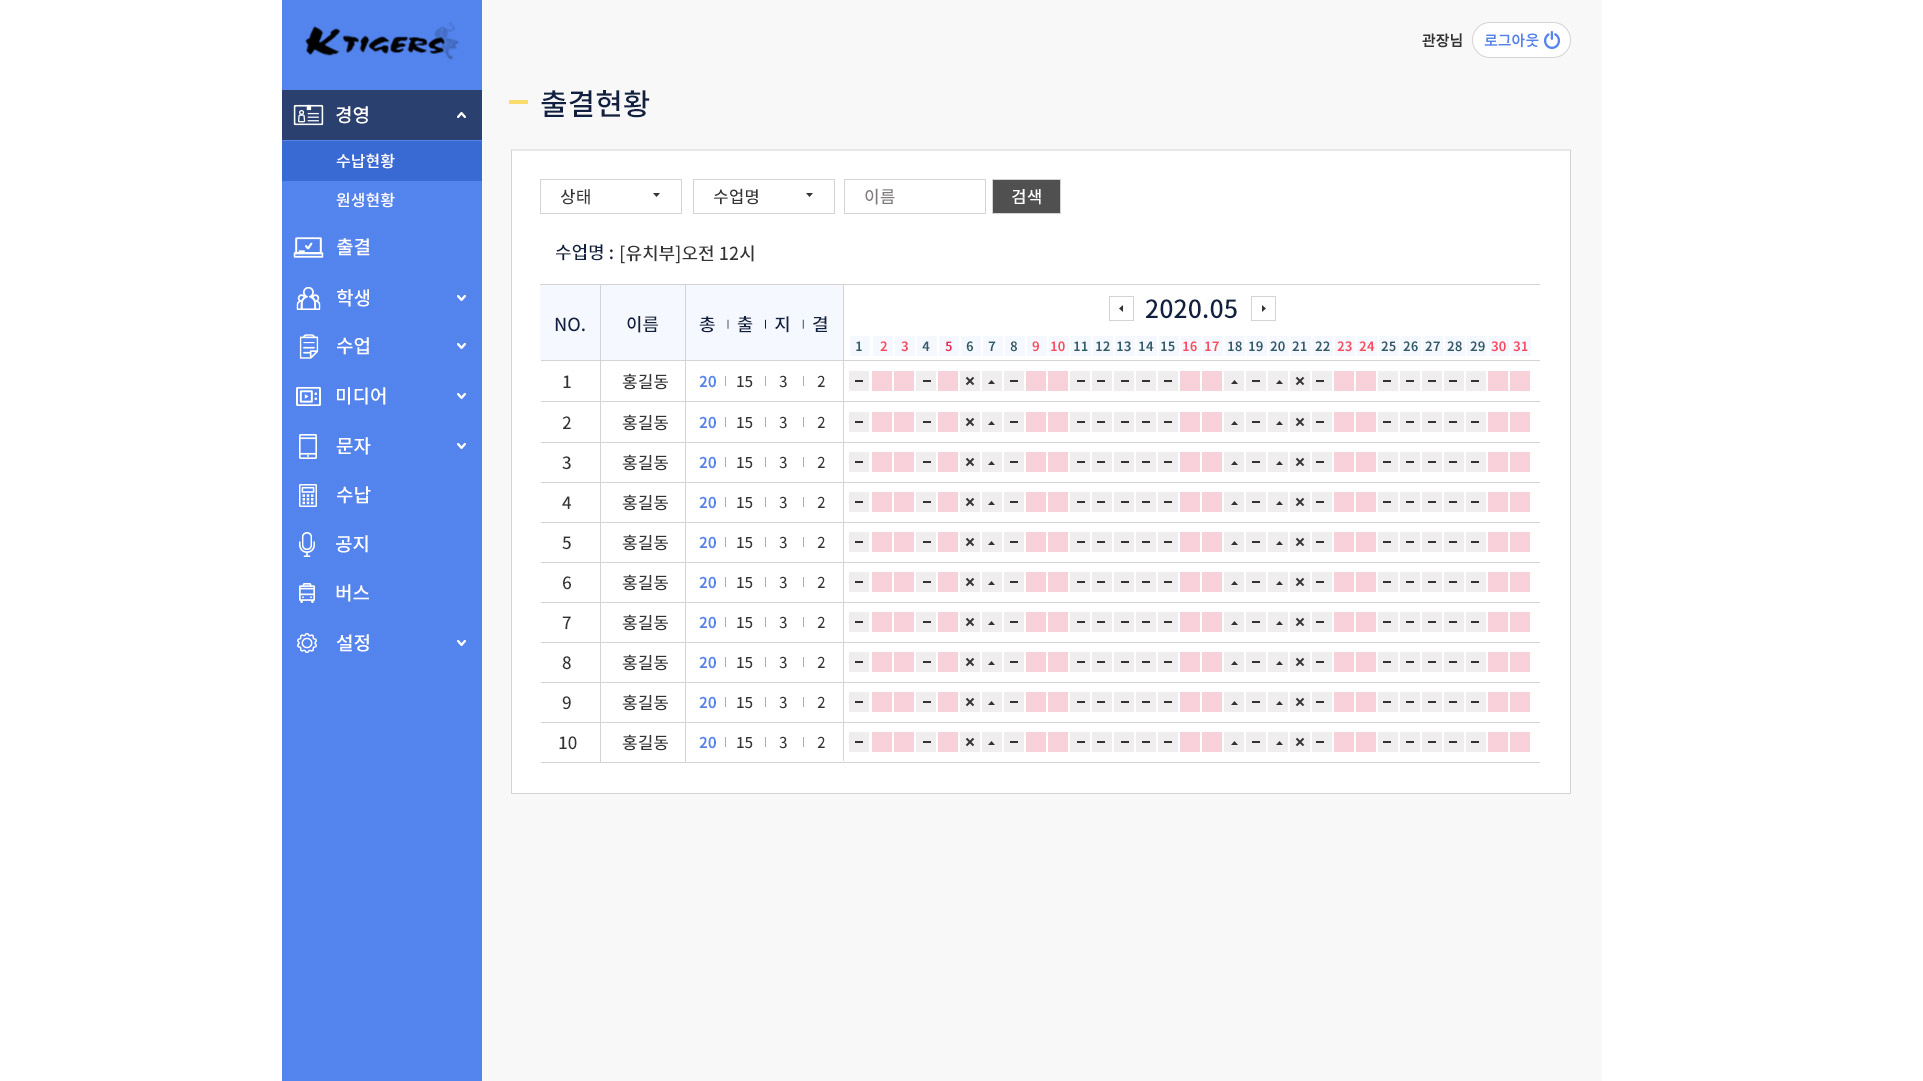 K TIGERS
관장님
로그아웃
경영
수납현황
원생현황
출결
학생
수업
미디어
문자
수납
공지
버스
설정
출결현황
상태
수업명
이름
검색
수업명 : [유치부]오전 12시
NO. 이름 총 출 지 결
2020.05
1 2 3 4 5 6 7 8 9 10 11 12 13 14 15 16 17 18 19 20 21 22 23 24 25 26 27 28 29 30 31
1 홍길동 20 15 3 2
2 홍길동 20 15 3 2
3 홍길동 20 15 3 2
4 홍길동 20 15 3 2
5 홍길동 20 15 3 2
6 홍길동 20 15 3 2
7 홍길동 20 15 3 2
8 홍길동 20 15 3 2
9 홍길동 20 15 3 2
10 홍길동 20 15 3 2